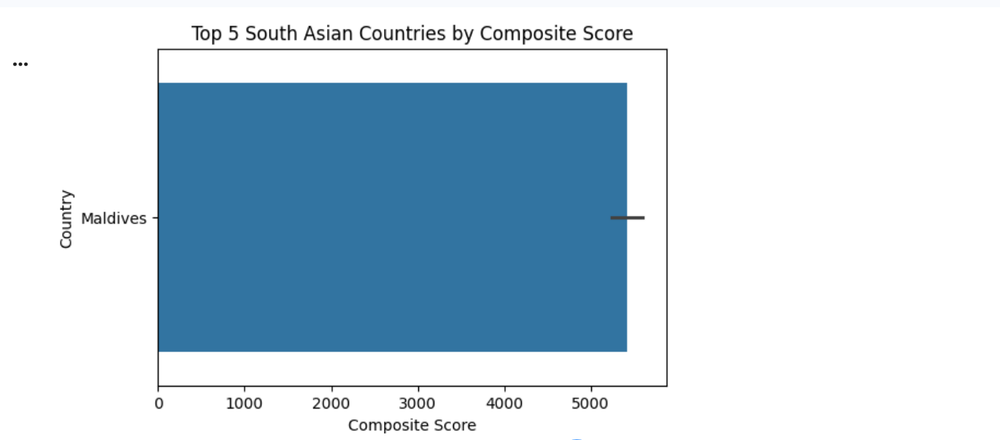 Top 5 South Asian Countries by Composite Score
...
Country
Maldives
0 1000 2000 3000 4000 5000
Composite Score